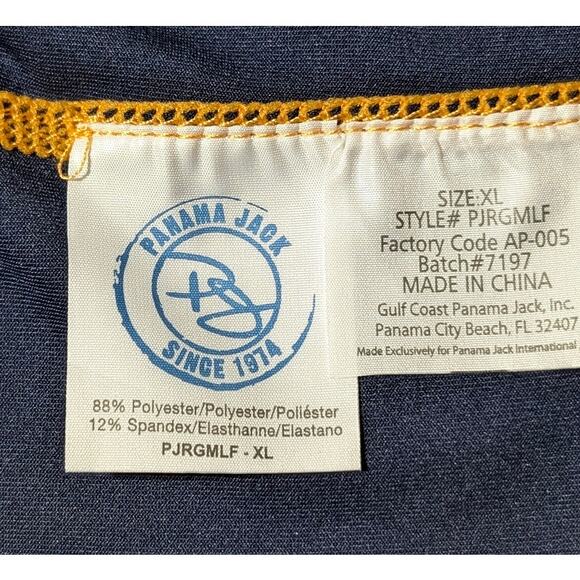 PANAMA JACK
PJ
SINCE 1974
88% Polyester/Polyester/Poliéster
12% Spandex/Elasthanne/Elastano
PJRGMLF - XL
SIZE:XL
STYLE# PJRGMLF
Factory Code AP-005
Batch#7197
MADE IN CHINA
Gulf Coast Panama Jack, Inc.
Panama City Beach, FL 32407
Made Exclusively for Panama Jack International